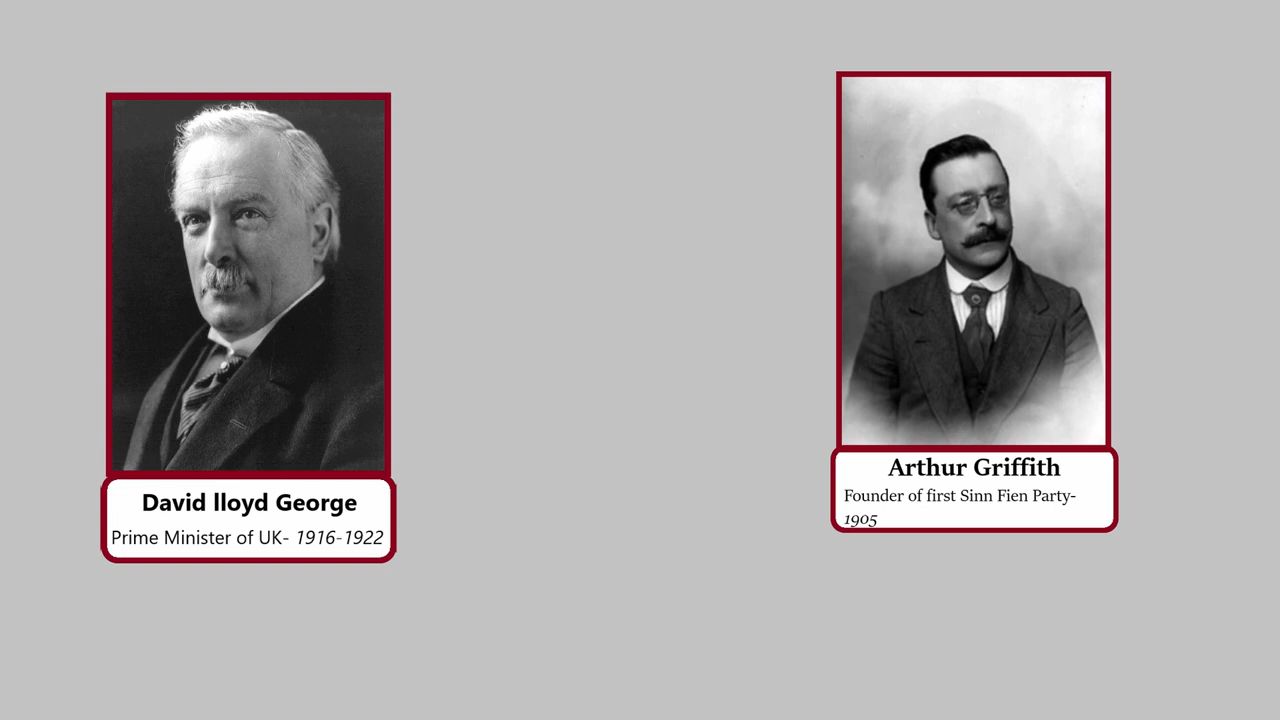 David lloyd George
Prime Minister of UK- 1916-1922
Arthur Griffith
Founder of first Sinn Fien Party-
1905